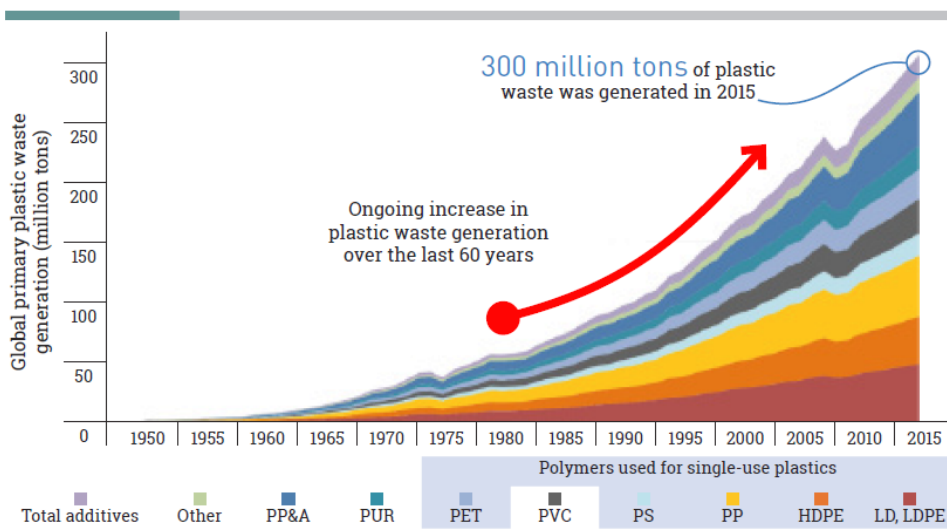 300 million tons of plastic
waste was generated in 2015
Ongoing increase in
plastic waste generation
over the last 60 years
Global primary plastic waste
generation (million tons)
300
250
200
150
100
50
0
1950 1955 1960 1965 1970 1975 1980 1985 1990 1995 2000 2005 2010 2015
Polymers used for single-use plastics
Total additives Other PP&A PUR PET PVC PS PP HDPE LD, LDPE